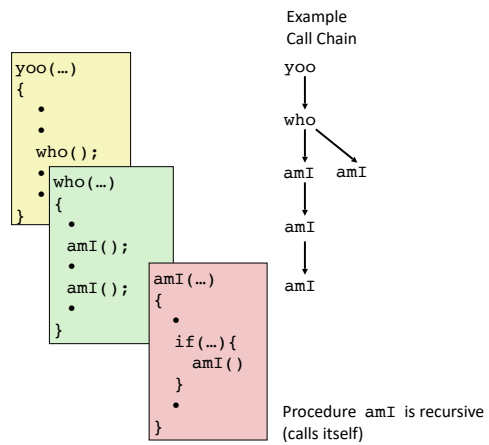 yoo(…)
{
•
•
who();
•
•
}
who(…)
{
•
amI();
•
amI();
•
}
amI(…)
{
•
if(…){
amI()
}
•
}
Example
Call Chain
yoo
who
amI amI
amI
amI
Procedure amI is recursive
(calls itself)